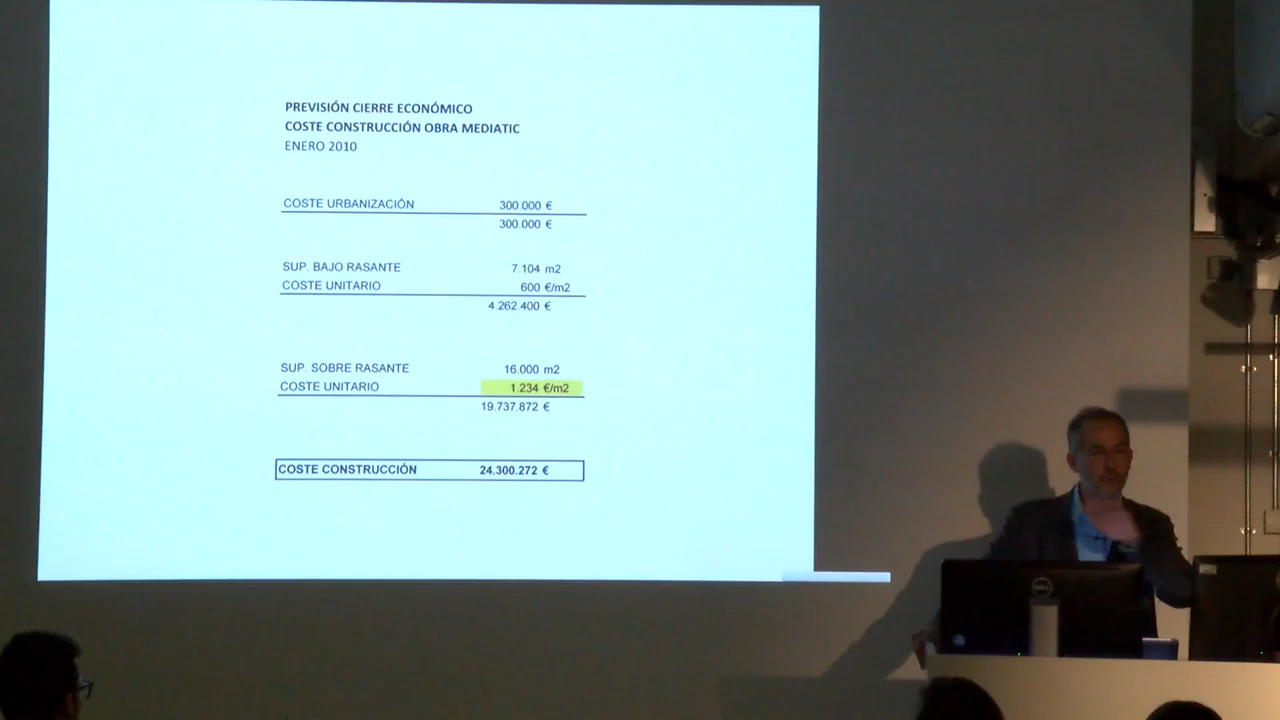 PREVISIÓN CIERRE ECONÓMICO
COSTE CONSTRUCCIÓN OBRA MEDIATIC
ENERO 2010
COSTE URBANIZACIÓN 300.000 €
300.000 €
SUP. BAJO RASANTE 7.104 m2
COSTE UNITARIO 600 €/m2
4.262.400 €
SUP. SOBRE RASANTE 16.000 m2
COSTE UNITARIO 1.234 €/m2
19.737.872 €
COSTE CONSTRUCCIÓN 24.300.272 €
DELL